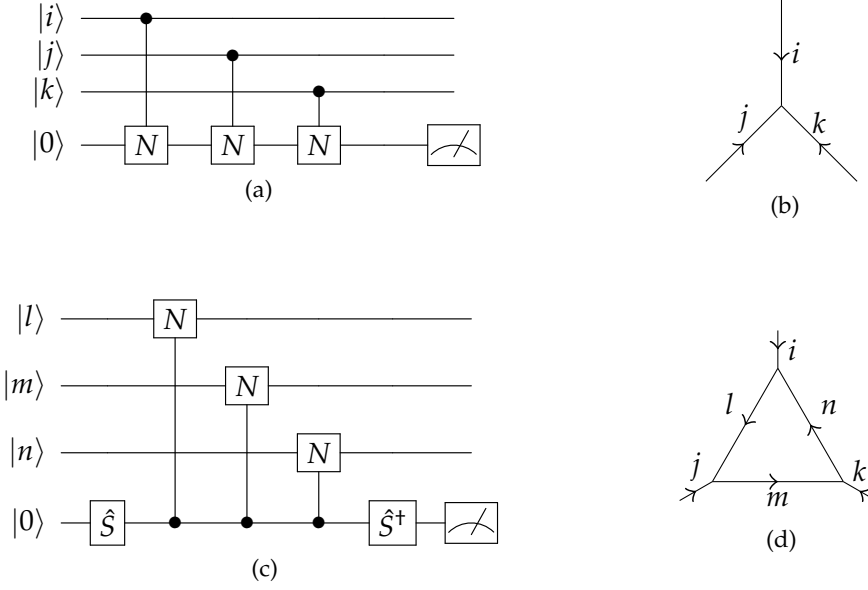 |i⟩
|j⟩
|k⟩
|0⟩ N N N
(a)
i
j k
(b)
|l⟩ N
|m⟩ N
|n⟩ N
|0⟩ Ŝ Ŝ†
(c)
i
l n
j k
m
(d)